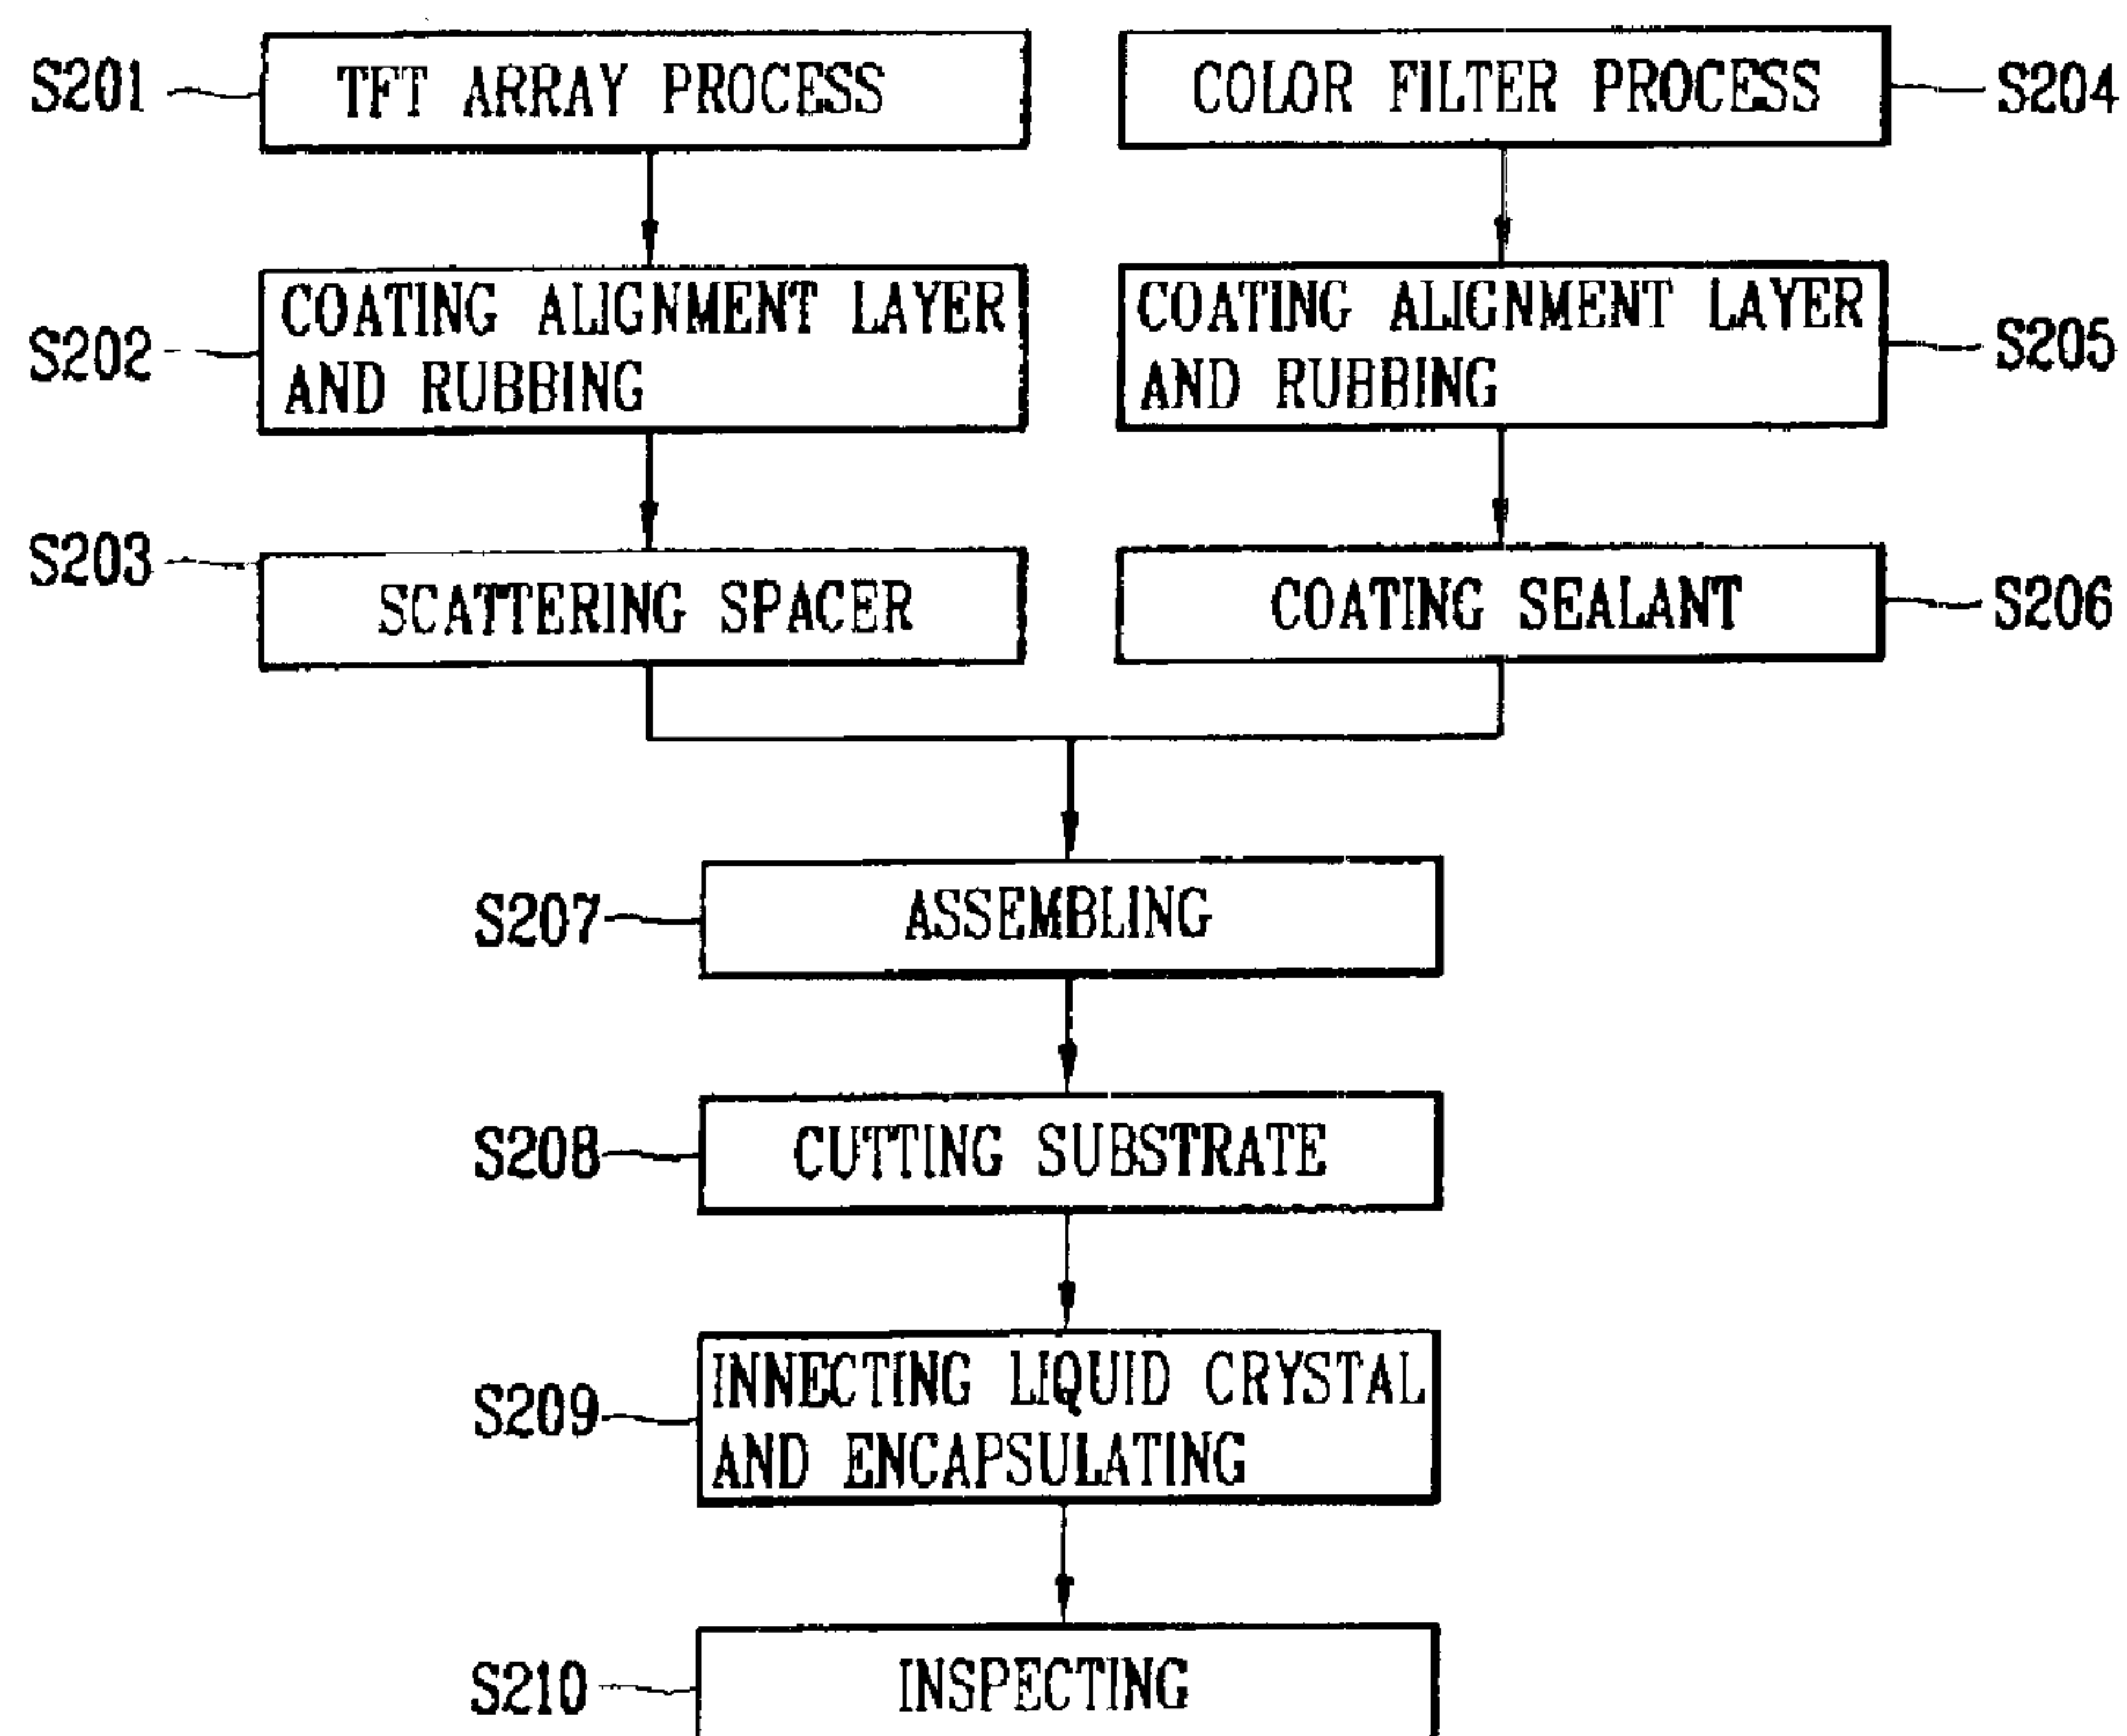 S201
TFT ARRAY PROCESS
COLOR FILTER PROCESS
S204
S202
COATING ALIGNMENT LAYER
AND RUBBING
COATING ALIGNMENT LAYER
AND RUBBING
S205
S203
SCATTERING SPACER
COATING SEALANT
S206
S207
ASSEMBLING
S208
CUTTING SUBSTRATE
S209
INNECTING LIQUID CRYSTAL
AND ENCAPSULATING
S210
INSPECTING